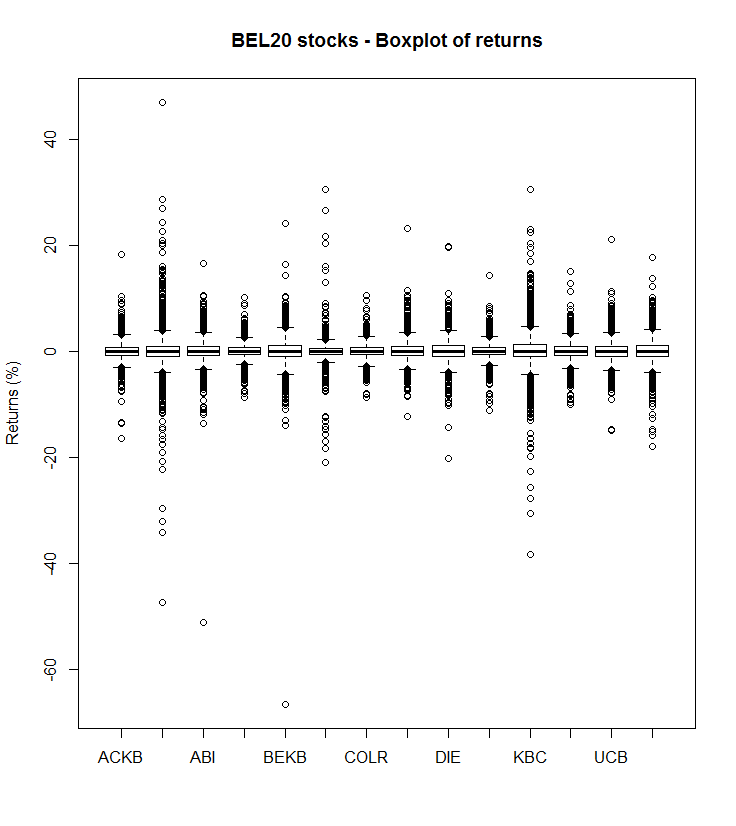 BEL20 stocks - Boxplot of returns
Returns (%)
40
20
0
-20
-40
-60
ACKB ABI BEKB COLR DIE KBC UCB